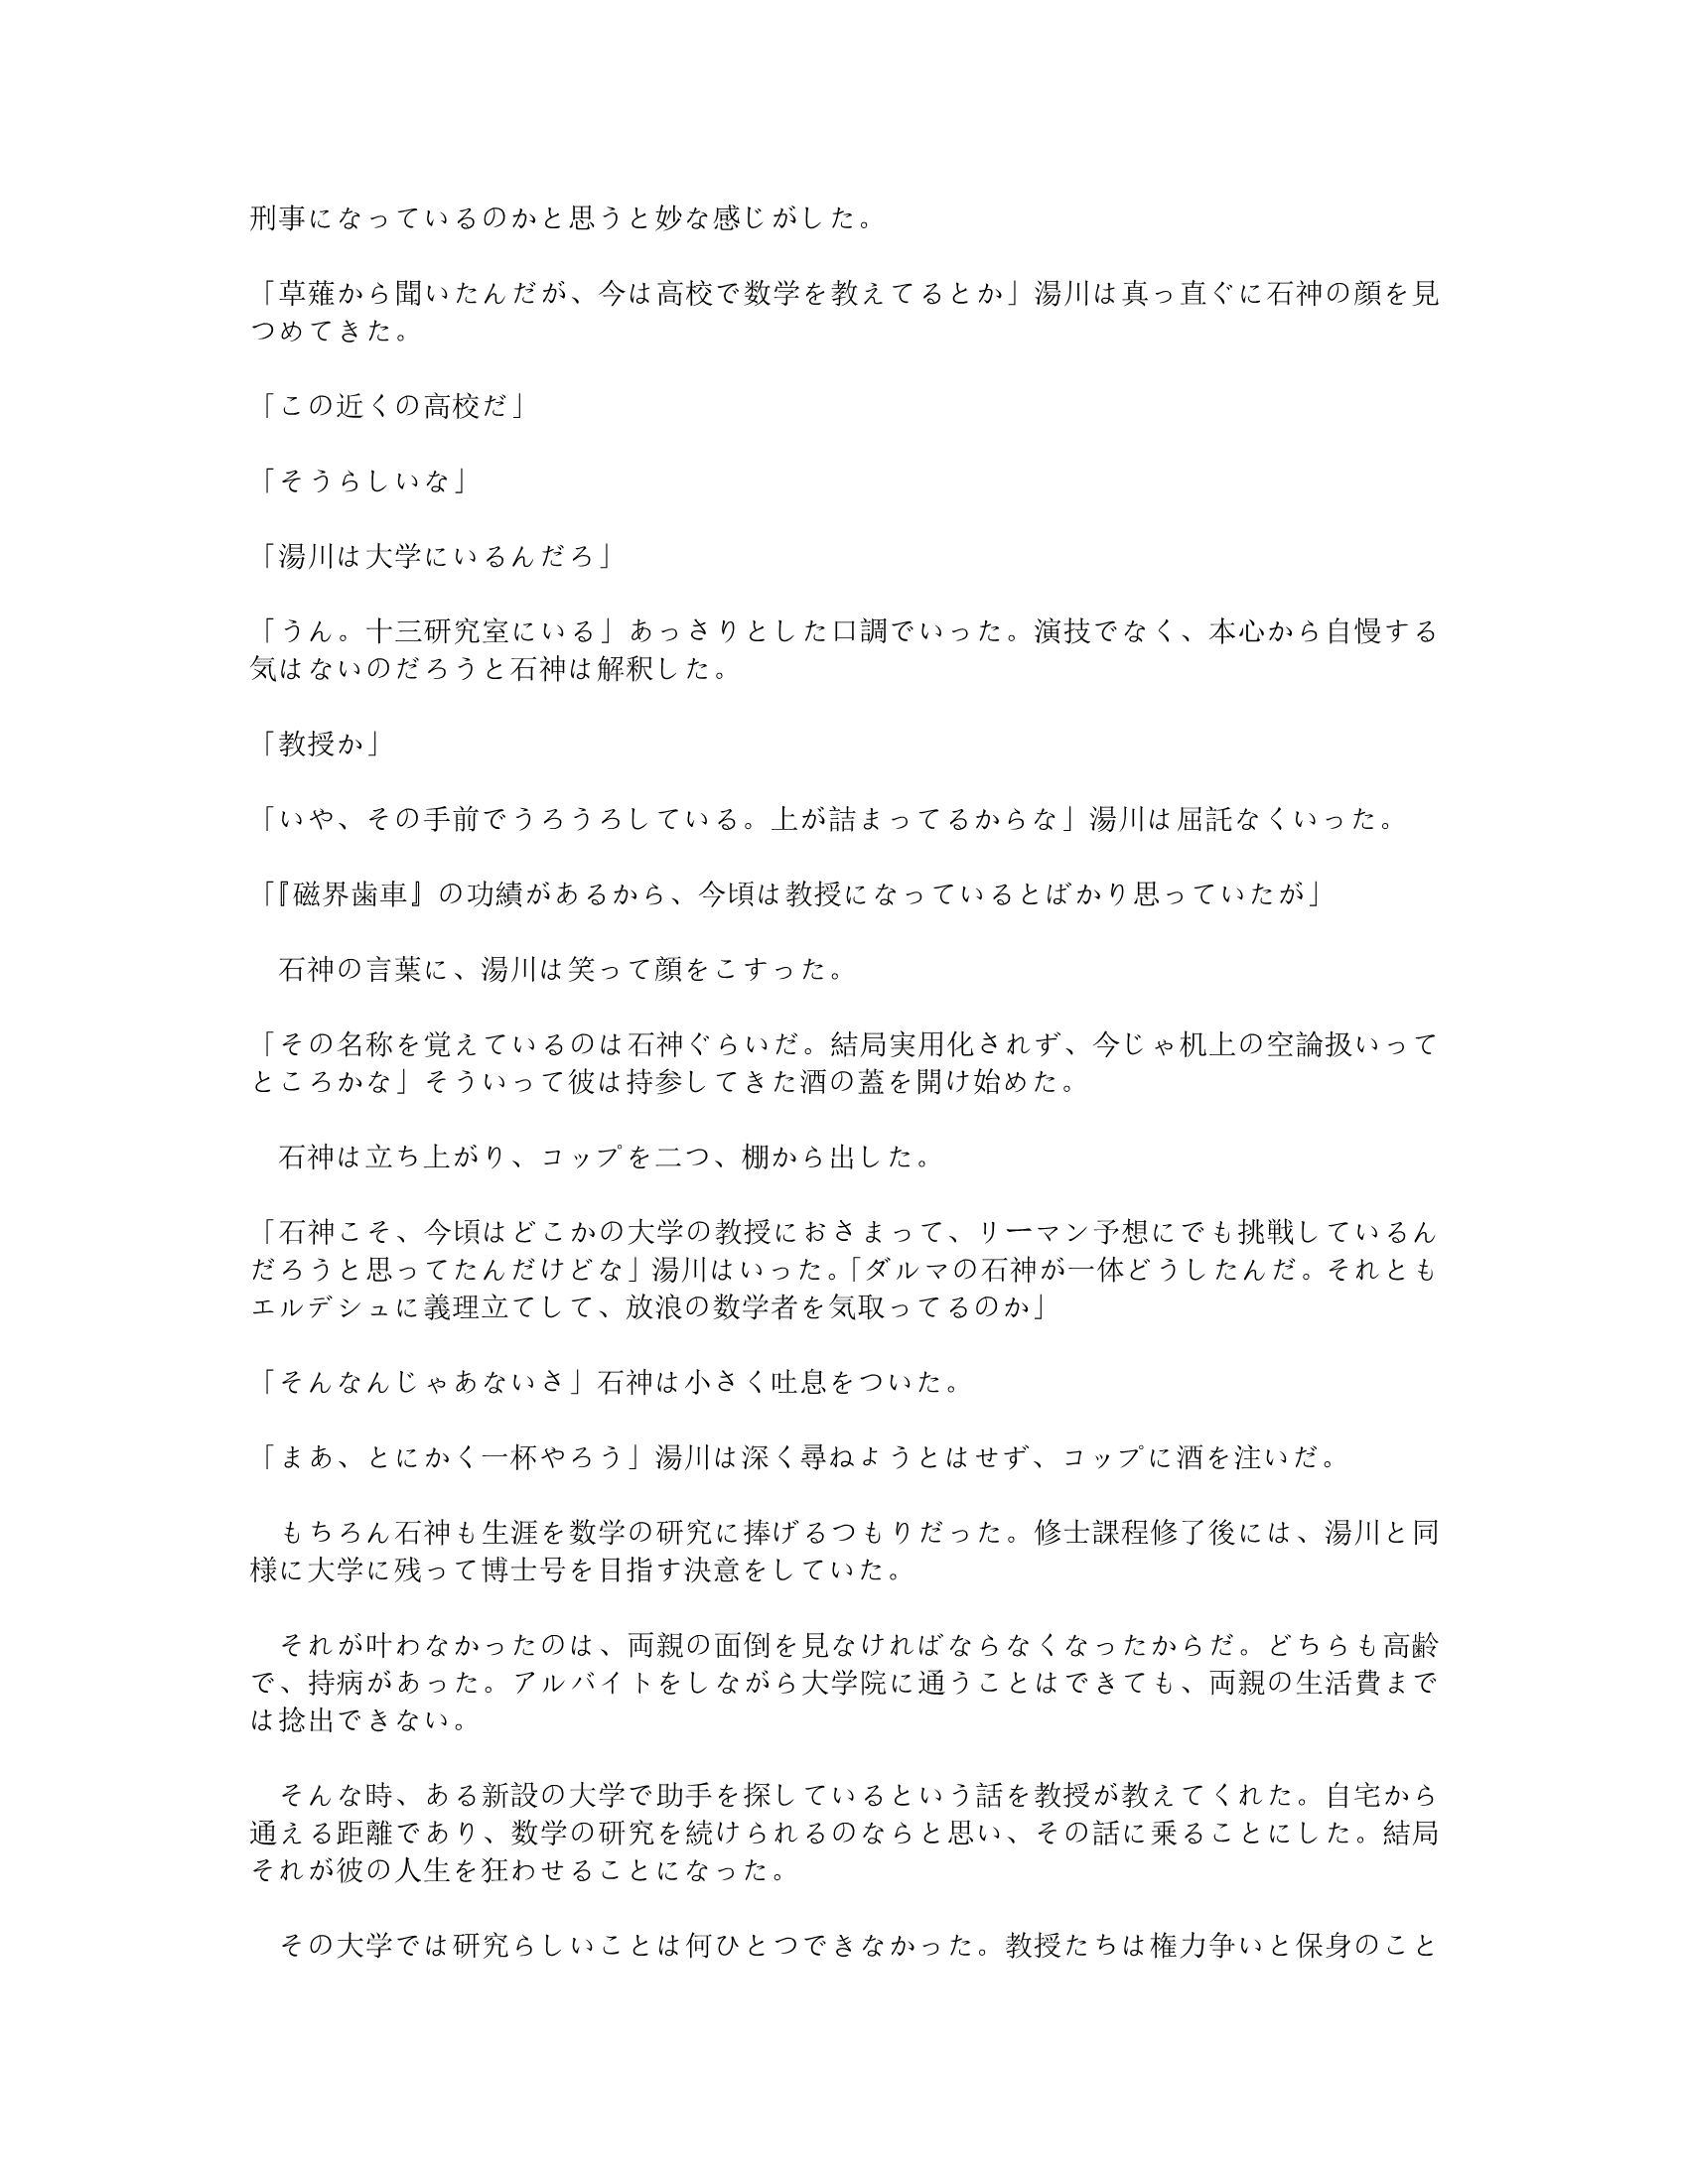 刑事になっているのかと思うと妙な感じがした。
「草薙から聞いたんだが、今は高校で数学を教えてるとか」湯川は真っ直ぐに石神の顔を見
つめてきた。
「この近くの高校だ」
「そうらしいな」
「湯川は大学にいるんだろ」
「うん。十三研究室にいる」あっさりとした口調でいった。演技でなく、本心から自慢する
気はないのだろうと石神は解釈した。
「教授か」
「いや、その手前でうろうろしている。上が詰まってるからな」湯川は屈託なくいった。
「『磁界歯車』の功績があるから、今頃は教授になっているとばかり思っていたが」
　石神の言葉に、湯川は笑って顔をこすった。
「その名称を覚えているのは石神ぐらいだ。結局実用化されず、今じゃ机上の空論扱いって
ところかな」そういって彼は持参してきた酒の蓋を開け始めた。
　石神は立ち上がり、コップを二つ、棚から出した。
「石神こそ、今頃はどこかの大学の教授におさまって、リーマン予想にでも挑戦しているん
だろうと思ってたんだけどな」湯川はいった。「ダルマの石神が一体どうしたんだ。それとも
エルデシュに義理立てして、放浪の数学者を気取ってるのか」
「そんなんじゃあないさ」石神は小さく吐息をついた。
「まあ、とにかく一杯やろう」湯川は深く尋ねようとはせず、コップに酒を注いだ。
　もちろん石神も生涯を数学の研究に捧げるつもりだった。修士課程修了後には、湯川と同
様に大学に残って博士号を目指す決意をしていた。
　それが叶わなかったのは、両親の面倒を見なければならなくなったからだ。どちらも高齢
で、持病があった。アルバイトをしながら大学院に通うことはできても、両親の生活費まで
は捻出できない。
　そんな時、ある新設の大学で助手を探しているという話を教授が教えてくれた。自宅から
通える距離であり、数学の研究を続けられるのならと思い、その話に乗ることにした。結局
それが彼の人生を狂わせることになった。
　その大学では研究らしいことは何ひとつできなかった。教授たちは権力争いと保身のこと